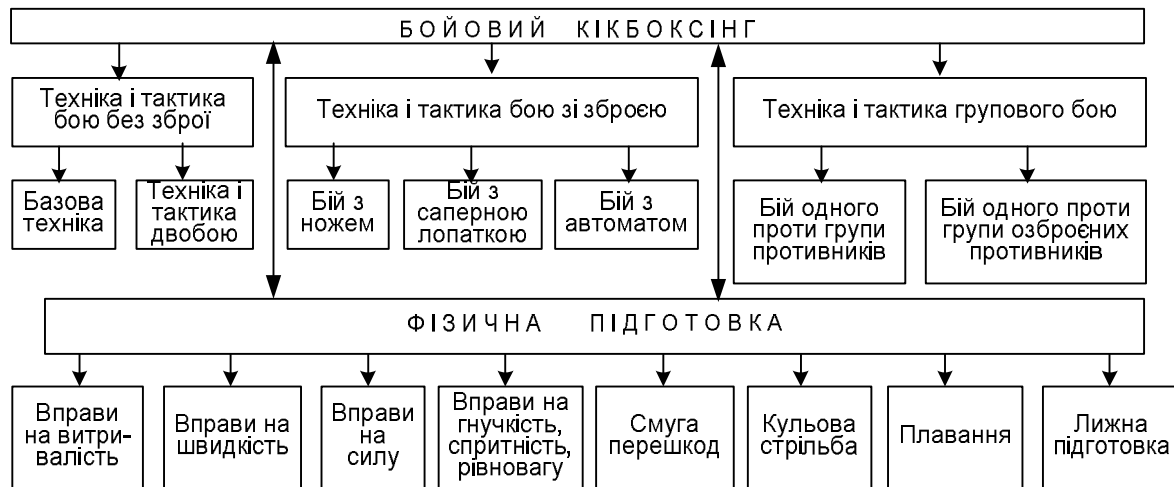 БОЙОВИЙ КІКБОКСІНГ
Техніка і тактика
бою без зброї
Техніка і тактика бою зі зброєю
Техніка і тактика групового бою
Базова
техніка
Техніка і
тактика
двобою
Бій з
ножем
Бій з
саперною
лопаткою
Бій з
автоматом
Бій одного
проти групи
противників
Бій одного проти
групи озброєних
противників
ФІЗИЧНА ПІДГОТОВКА
Вправи
на витри-
валість
Вправи на
швидкість
Вправи
на
силу
Вправи на
гнучкість,
спритність,
рівновагу
Смуга
перешкод
Кульова
стрільба
Плавання
Лижна
підготовка